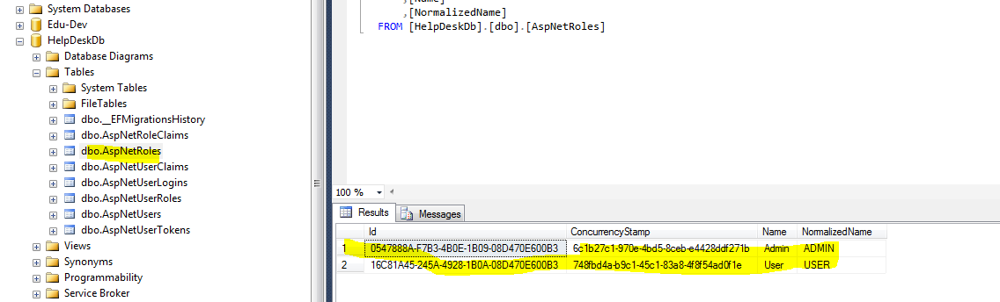 System Databases
Edu-Dev
HelpDeskDb
Database Diagrams
Tables
System Tables
FileTables
dbo.__EFMigrationsHistory
dbo.AspNetRoleClaims
dbo.AspNetRoles
dbo.AspNetUserClaims
dbo.AspNetUserLogins
dbo.AspNetUserRoles
dbo.AspNetUsers
dbo.AspNetUserTokens
Views
Synonyms
Programmability
Service Broker
,[Name]
,[NormalizedName]
FROM [HelpDeskDb].[dbo].[AspNetRoles]
100 %
Results Messages
Id ConcurrencyStamp Name NormalizedName
1 0547888A-F7B3-4B0E-1B09-08D470E600B3 6c1b27c1-970e-4bd5-8ceb-e4428ddf271b Admin ADMIN
2 16C81A45-245A-4928-1B0A-08D470E600B3 748fbd4a-b9c1-45c1-83a8-4f8f54ad0f1e User USER